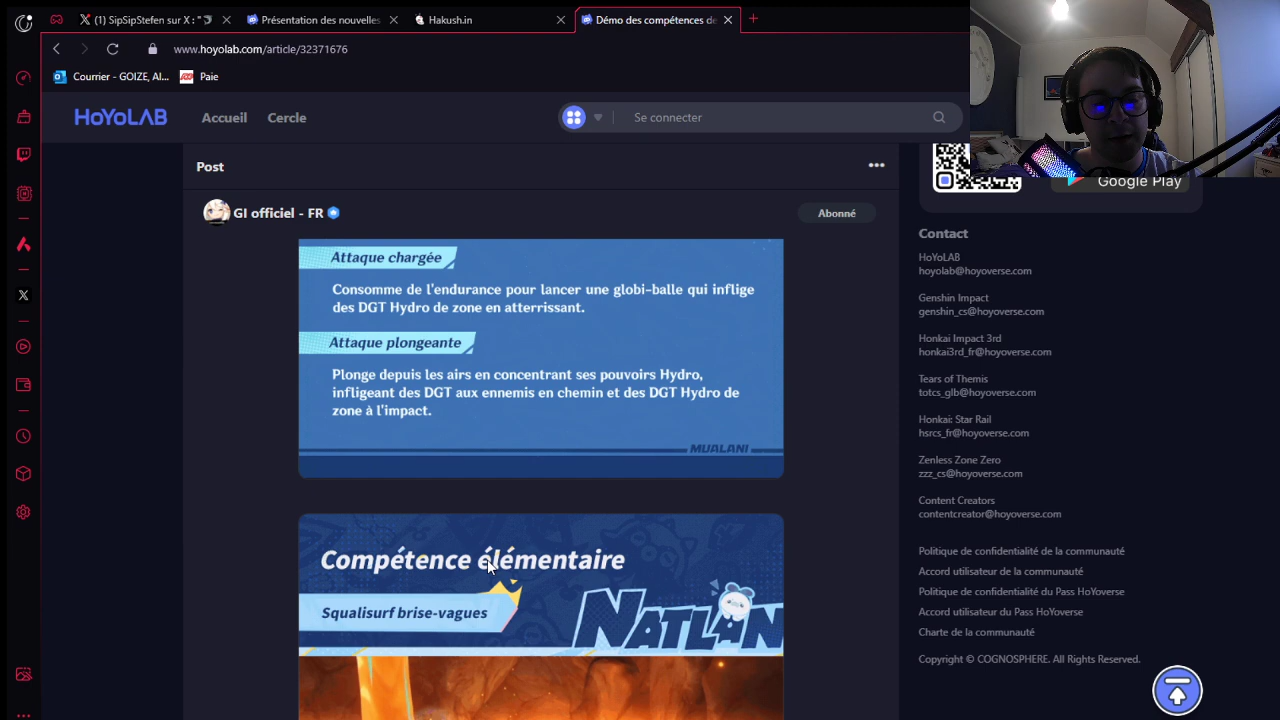 (1) SipSipStefen sur X : "
Présentation des nouvelles
Hakush.in
Démo des compétences de
www.hoyolab.com/article/32371676
Courrier - GOIZE, Al...
Paie
HoYoLAB
Accueil
Cercle
Se connecter
Post
GI officiel - FR
Abonné
Attaque chargée
Consomme de l'endurance pour lancer une globi-balle qui inflige
des DGT Hydro de zone en atterrissant.
Attaque plongeante
Plonge depuis les airs en concentrant ses pouvoirs Hydro,
infligeant des DGT aux ennemis en chemin et des DGT Hydro de
zone à l'impact.
MUALANI
Compétence élémentaire
Squalisurf brise-vagues
NATLAN
Google Play
Contact
HoYoLAB
hoyolab@hoyoverse.com
Genshin Impact
genshin_cs@hoyoverse.com
Honkai Impact 3rd
honkai3rd_fr@hoyoverse.com
Tears of Themis
totcs_glb@hoyoverse.com
Honkai: Star Rail
hsrcs_fr@hoyoverse.com
Zenless Zone Zero
zzz_cs@hoyoverse.com
Content Creators
contentcreator@hoyoverse.com
Politique de confidentialité de la communauté
Accord utilisateur de la communauté
Politique de confidentialité du Pass HoYoverse
Accord utilisateur du Pass HoYoverse
Charte de la communauté
Copyright © COGNOSPHERE. All Rights Reserved.